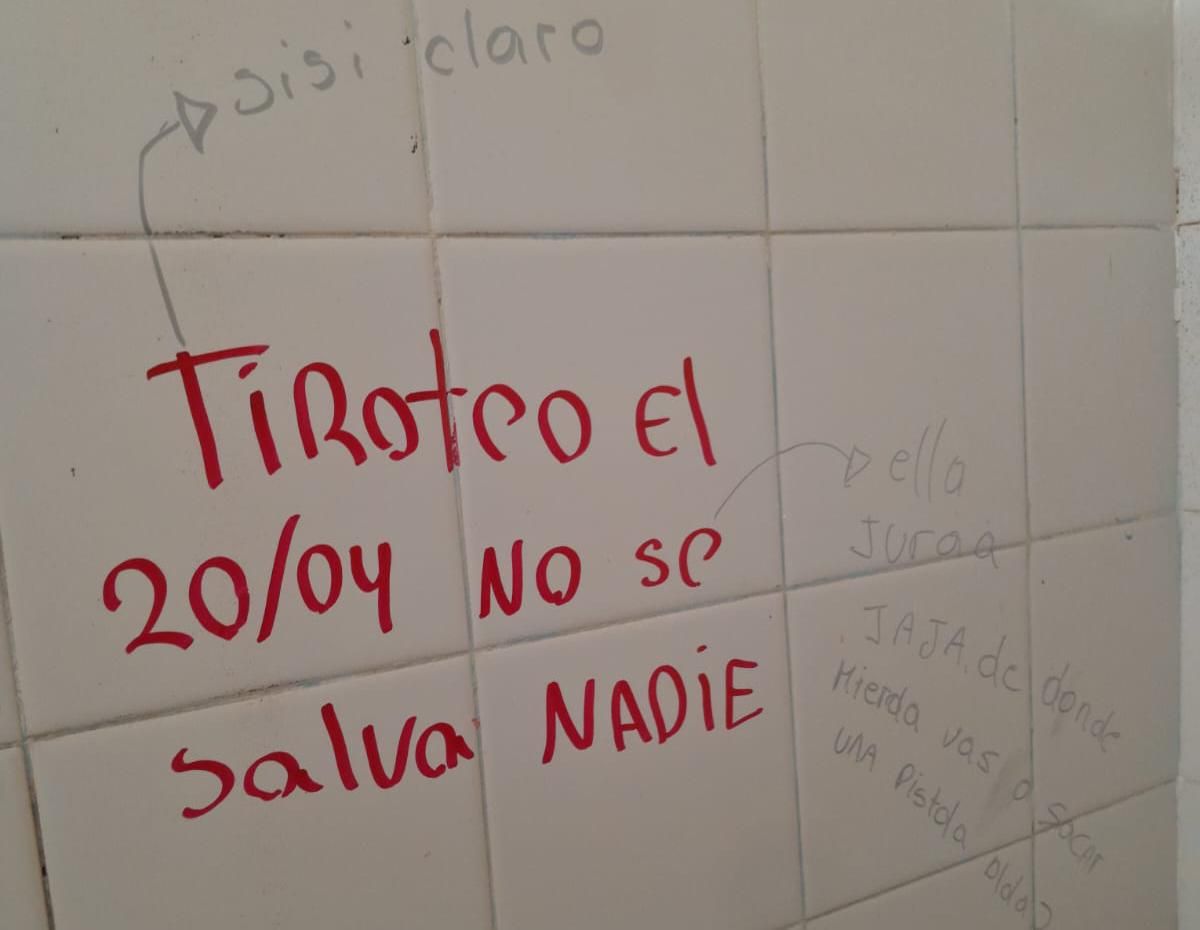 sisi claro
TiRoteo El
20/04 NO se
salva NADiE
ella
Juraa
JAJA. de donde
Mierda vas a sacar
UNA Pistola